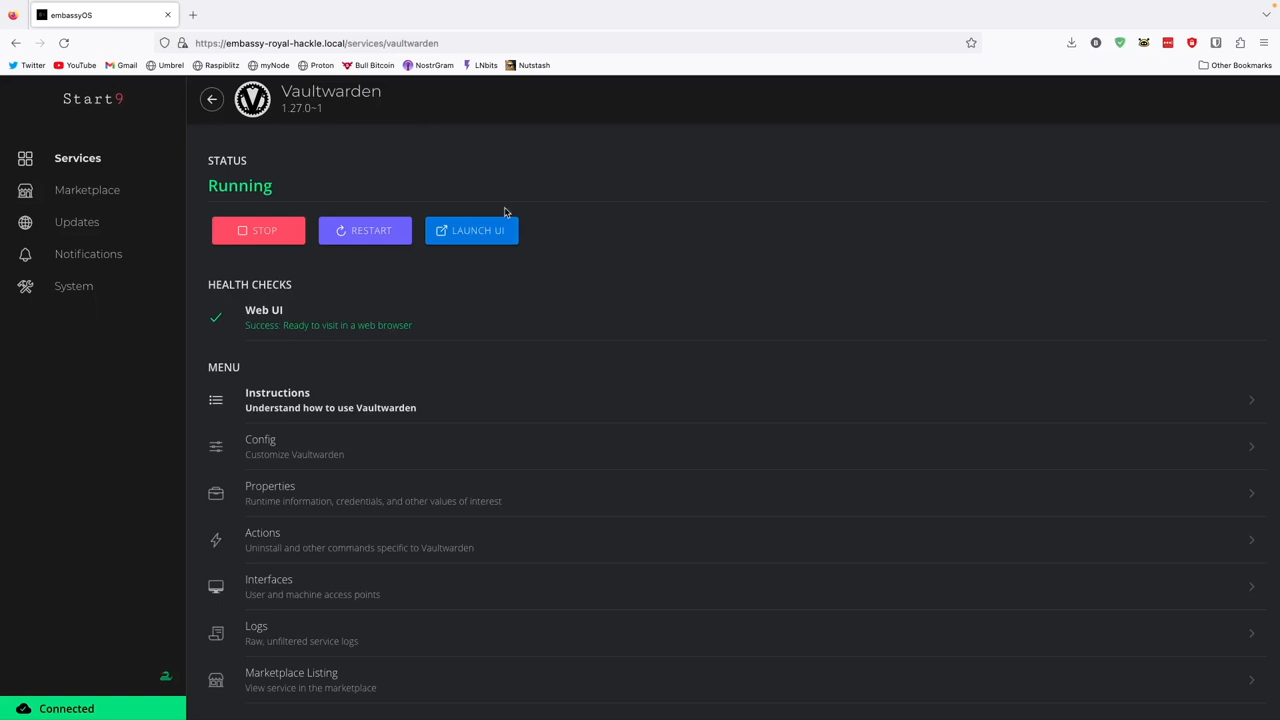 embassyOS
https://embassy-royal-hackle.local/services/vaultwarden
Twitter
YouTube
Gmail
Umbrel
Raspiblitz
myNode
Proton
Bull Bitcoin
NostrGram
LNbits
Nutstash
Other Bookmarks
Start9
Vaultwarden
1.27.0~1
Services
Marketplace
Updates
Notifications
System
STATUS
Running
STOP
RESTART
LAUNCH UI
HEALTH CHECKS
Web UI
Success: Ready to visit in a web browser
MENU
Instructions
Understand how to use Vaultwarden
Config
Customize Vaultwarden
Properties
Runtime information, credentials, and other values of interest
Actions
Uninstall and other commands specific to Vaultwarden
Interfaces
User and machine access points
Logs
Raw, unfiltered service logs
Marketplace Listing
View service in the marketplace
Connected